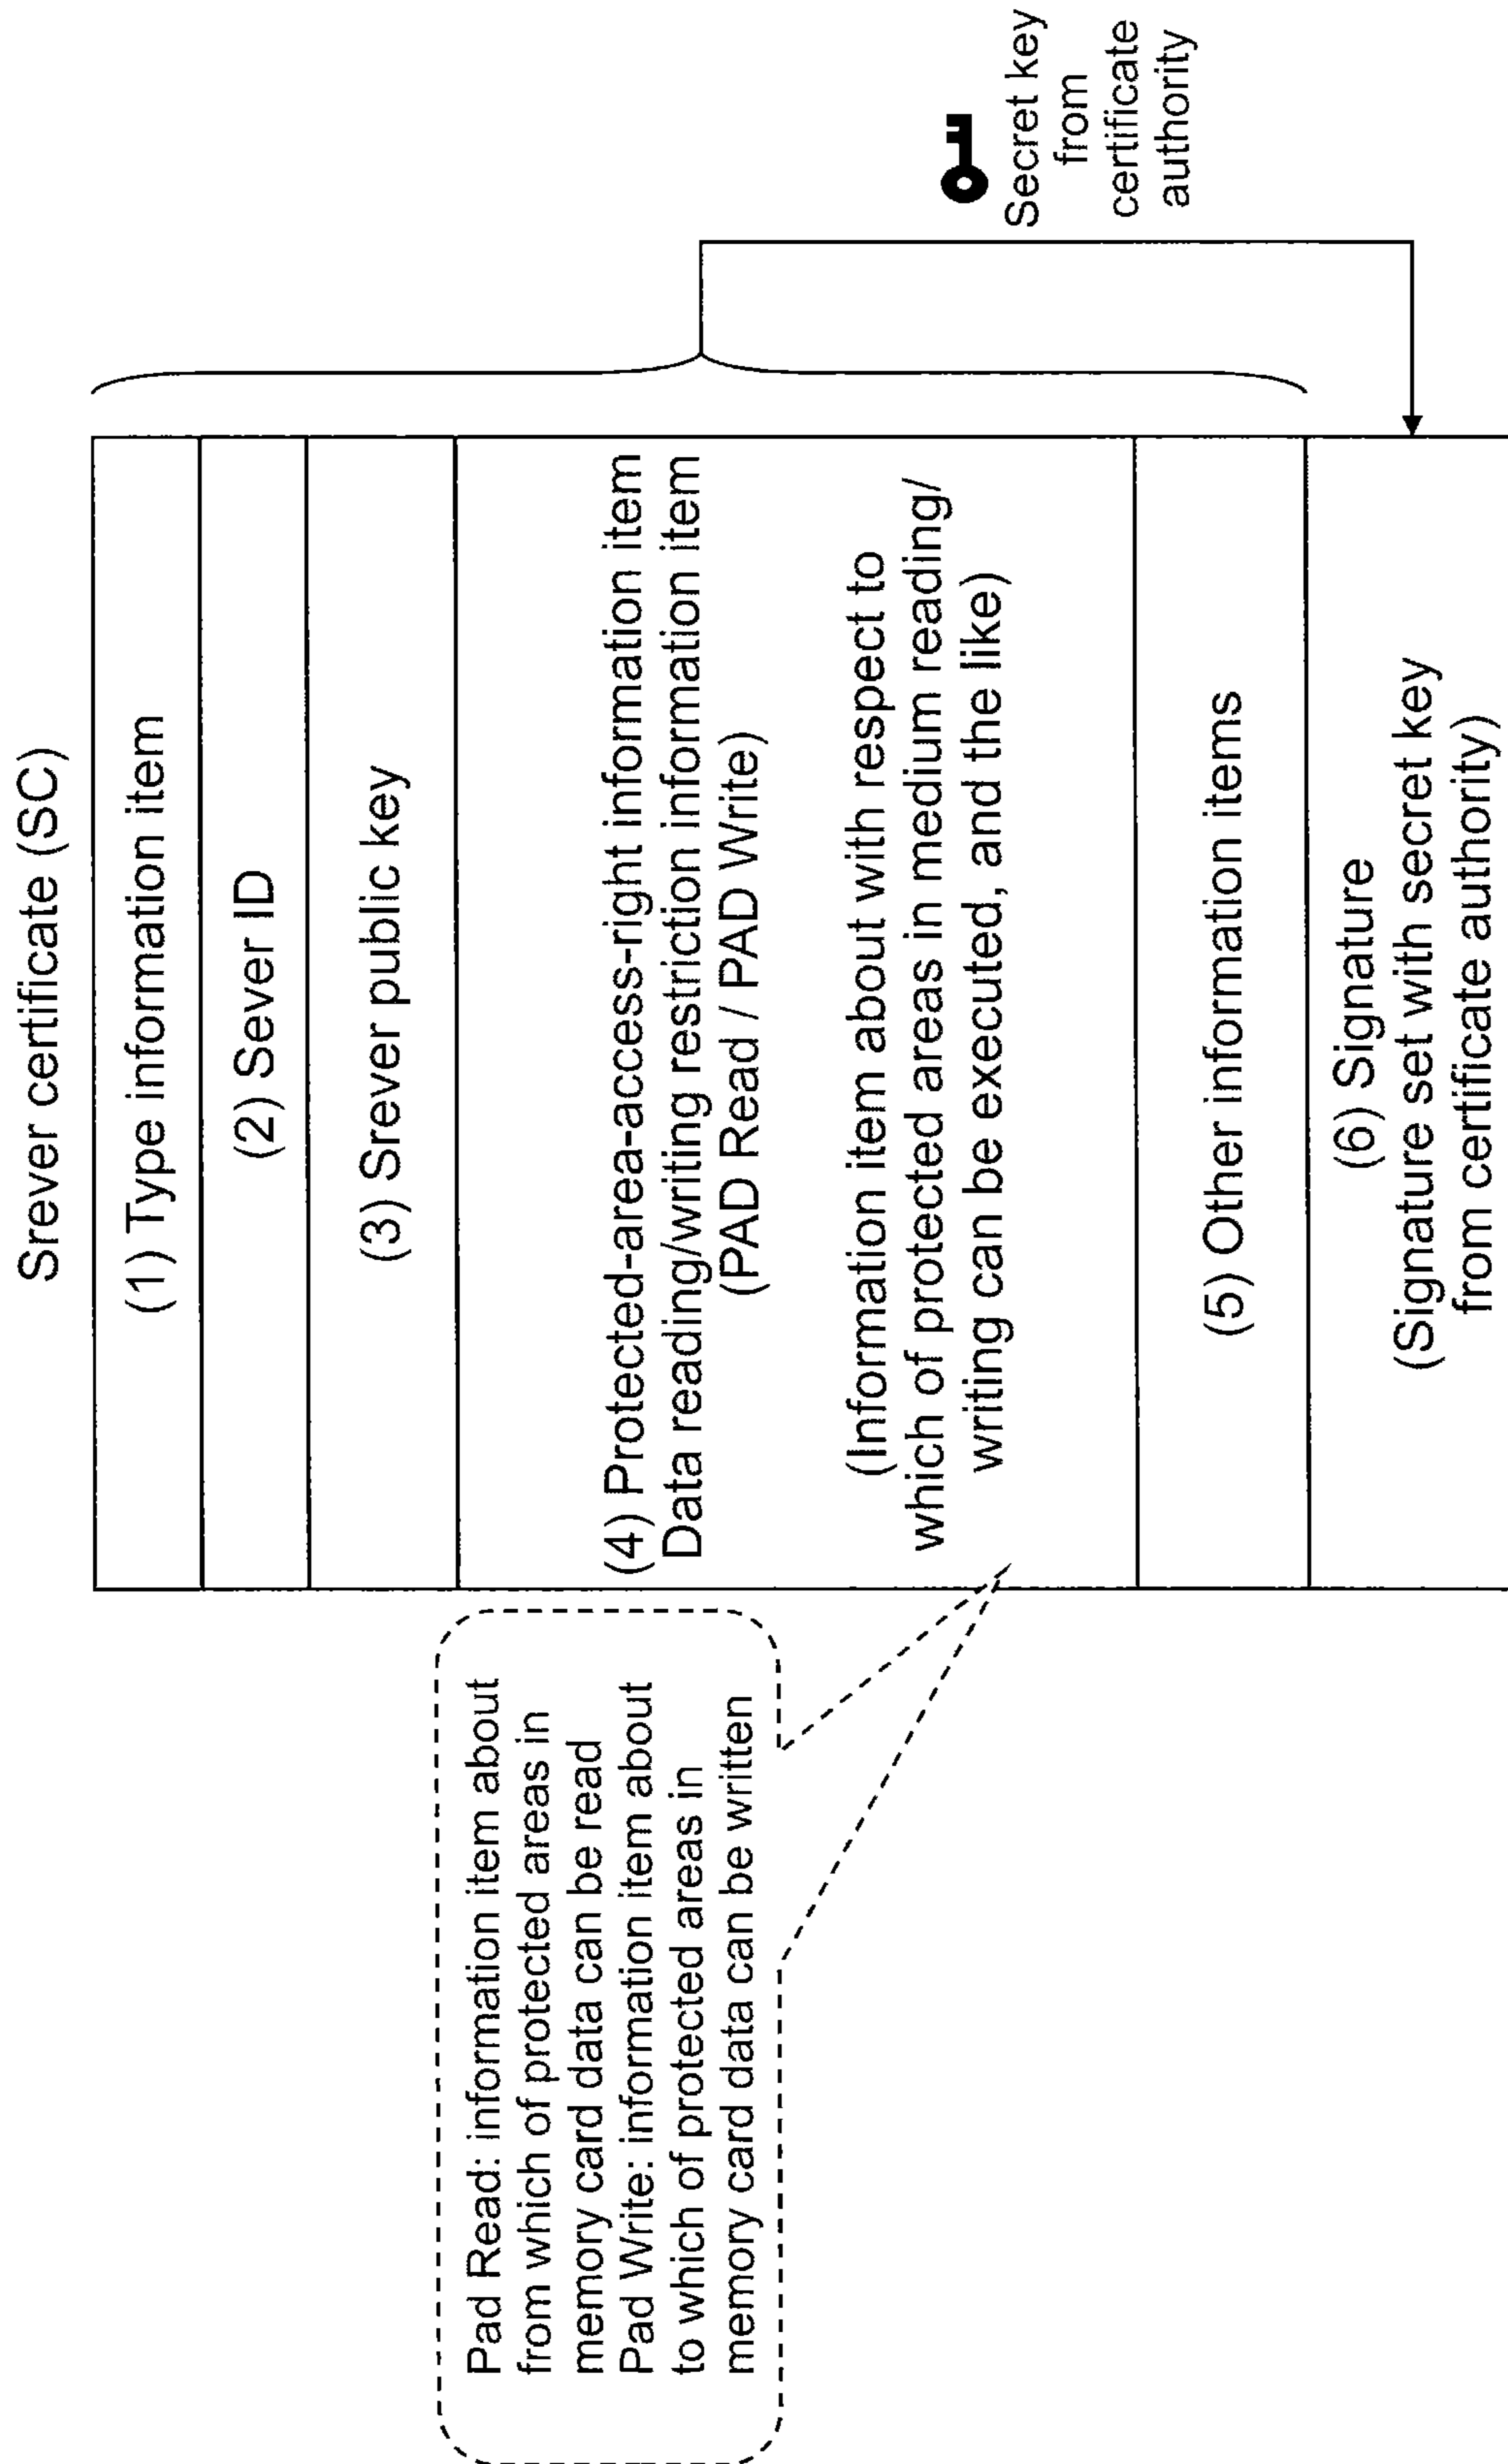 Srever certificate (SC)
(1) Type information item
(2) Sever ID
(3) Srever public key
(4) Protected-area-access-right information item
Data reading/writing restriction information item
(PAD Read / PAD Write)
(Information item about with respect to
which of protected areas in medium reading/
writing can be executed, and the like)
(5) Other information items
(6) Signature
(Signature set with secret key
from certificate authority)
Pad Read: information item about
from which of protected areas in
memory card data can be read
Pad Write: information item about
to which of protected areas in
memory card data can be written
Secret key
from
certificate
authority